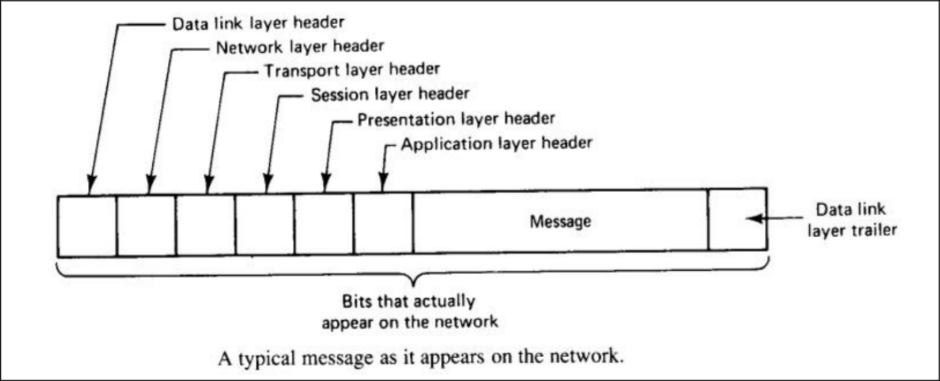 Data link layer header
Network layer header
Transport layer header
Session layer header
Presentation layer header
Application layer header
Message
Data link
layer trailer
Bits that actually
appear on the network
A typical message as it appears on the network.